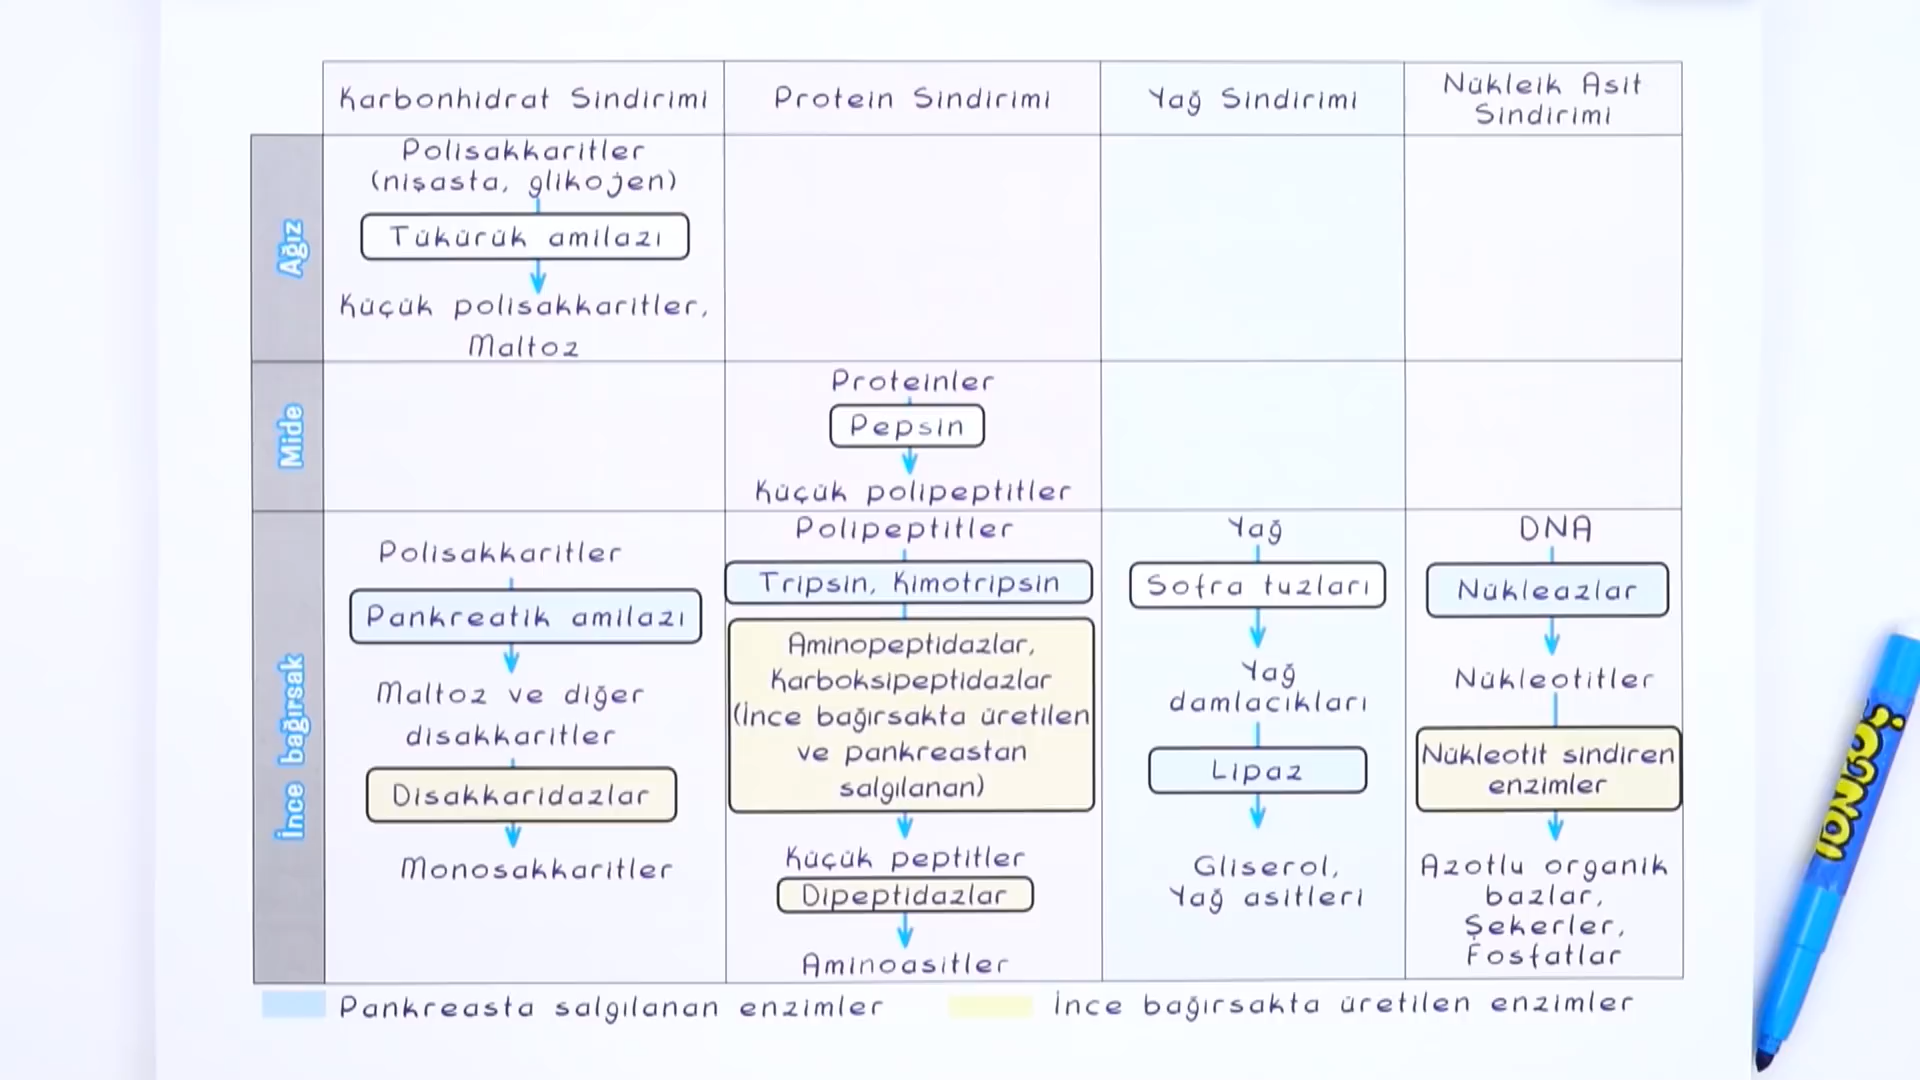 Karbonhidrat Sindirimi
Protein Sindirimi
Yağ Sindirimi
Nükleik Asit
Sindirimi
Ağız
Polisakkaritler
(nişasta, glikojen)
Tükürük amilazı
Küçük polisakkaritler,
Maltoz
Mide
Proteinler
Pepsin
Küçük polipeptitler
İnce bağırsak
Polisakkaritler
Pankreatik amilazı
Maltoz ve diğer
disakkaritler
Disakkaridazlar
Monosakkaritler
Polipeptitler
Tripsin, Kimotripsin
Aminopeptidazlar,
Karboksipeptidazlar
(İnce bağırsakta üretilen
ve pankreastan
salgılanan)
Küçük peptitler
Dipeptidazlar
Aminoasitler
Yağ
Sofra tuzları
Yağ
damlacıkları
Lipaz
Gliserol,
Yağ asitleri
DNA
Nükleazlar
Nükleotitler
Nükleotit sindiren
enzimler
Azotlu organik
bazlar,
Şekerler,
Fosfatlar
Pankreasta salgılanan enzimler
İnce bağırsakta üretilen enzimler
TONGUÇ